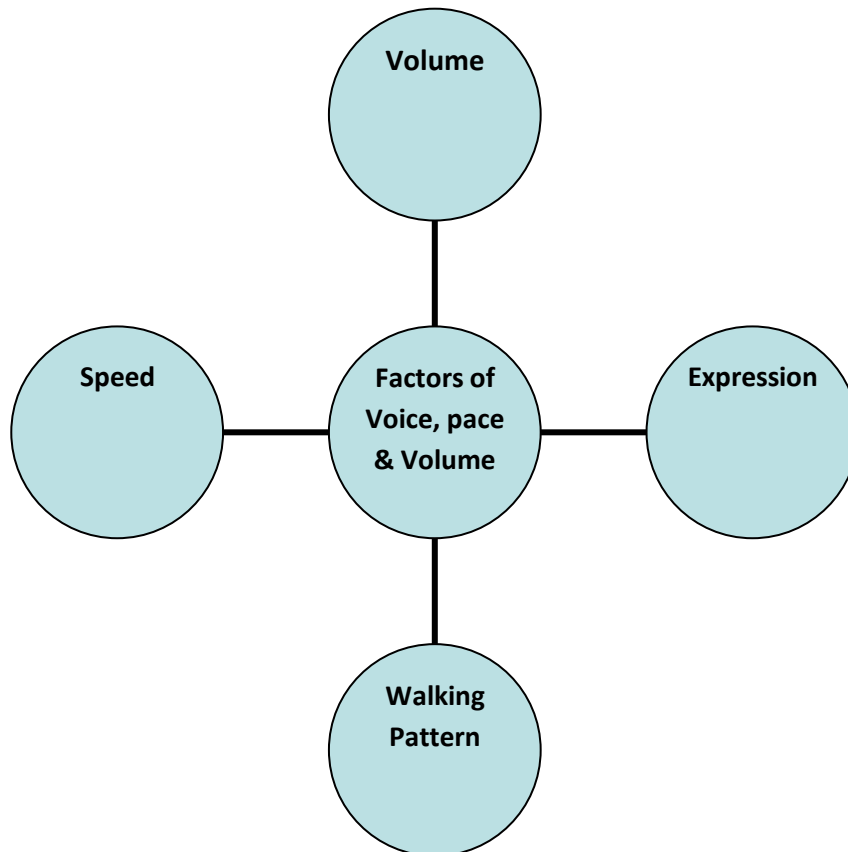 Volume
Speed
Factors of
Voice, pace
& Volume
Expression
Walking
Pattern